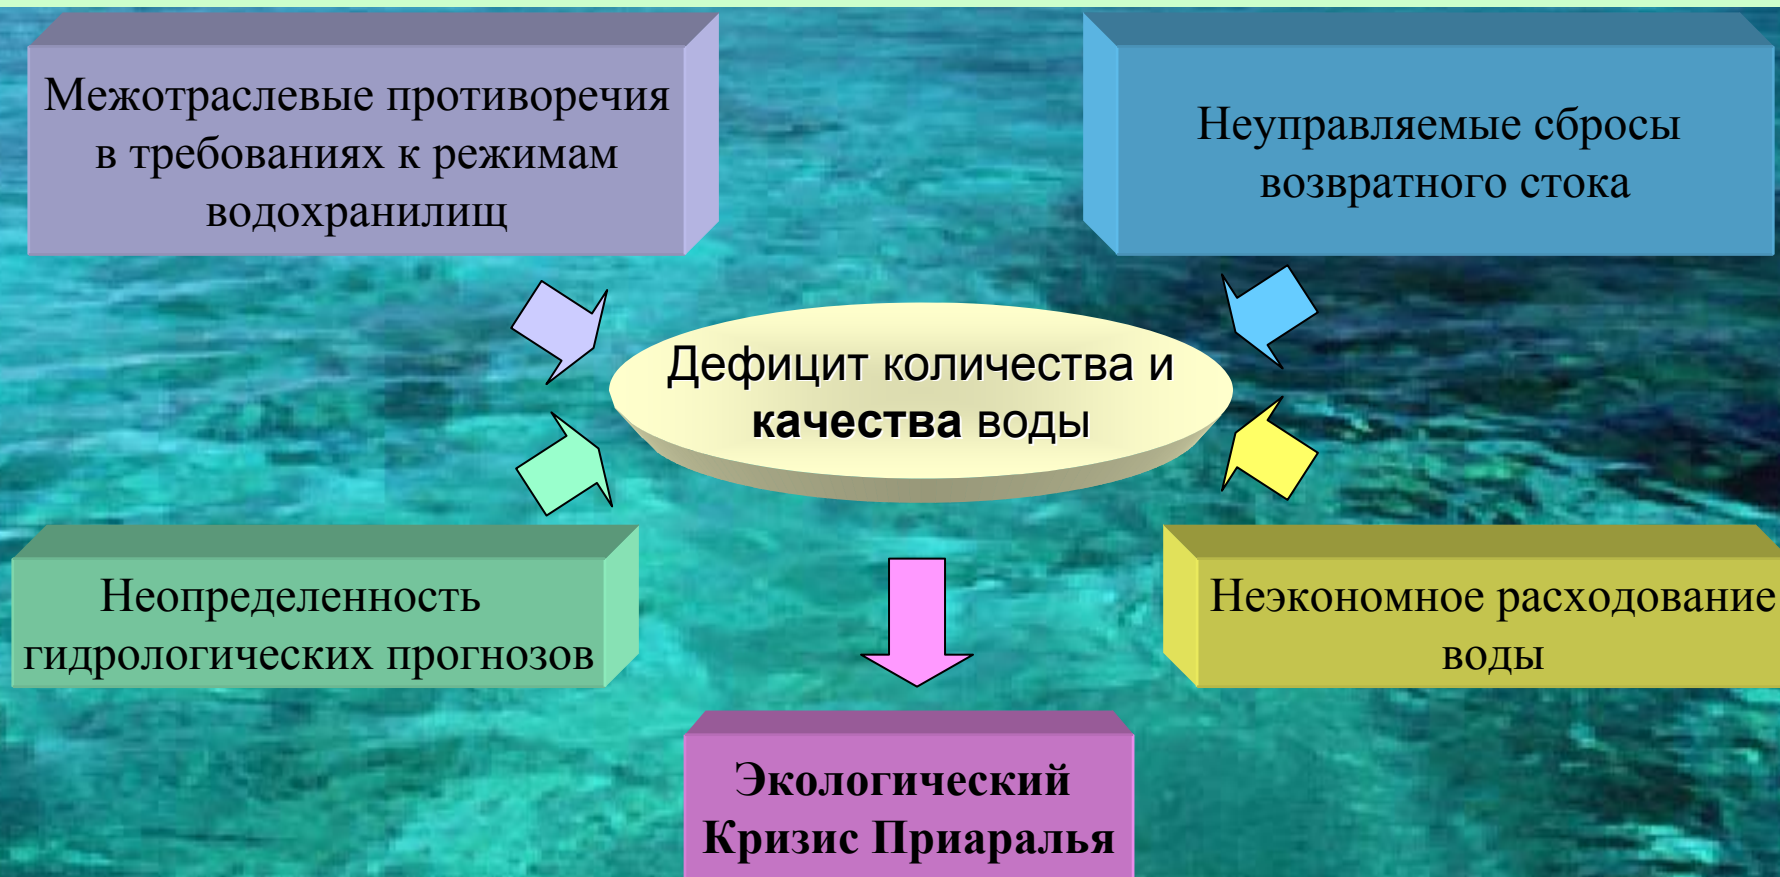 Межотраслевые противоречия
в требованиях к режимам
водохранилищ
Неуправляемые сбросы
возвратного стока
Дефицит количества и
качества воды
Неопределенность
гидрологических прогнозов
Неэкономное расходование
воды
Экологический
Кризис Приаралья